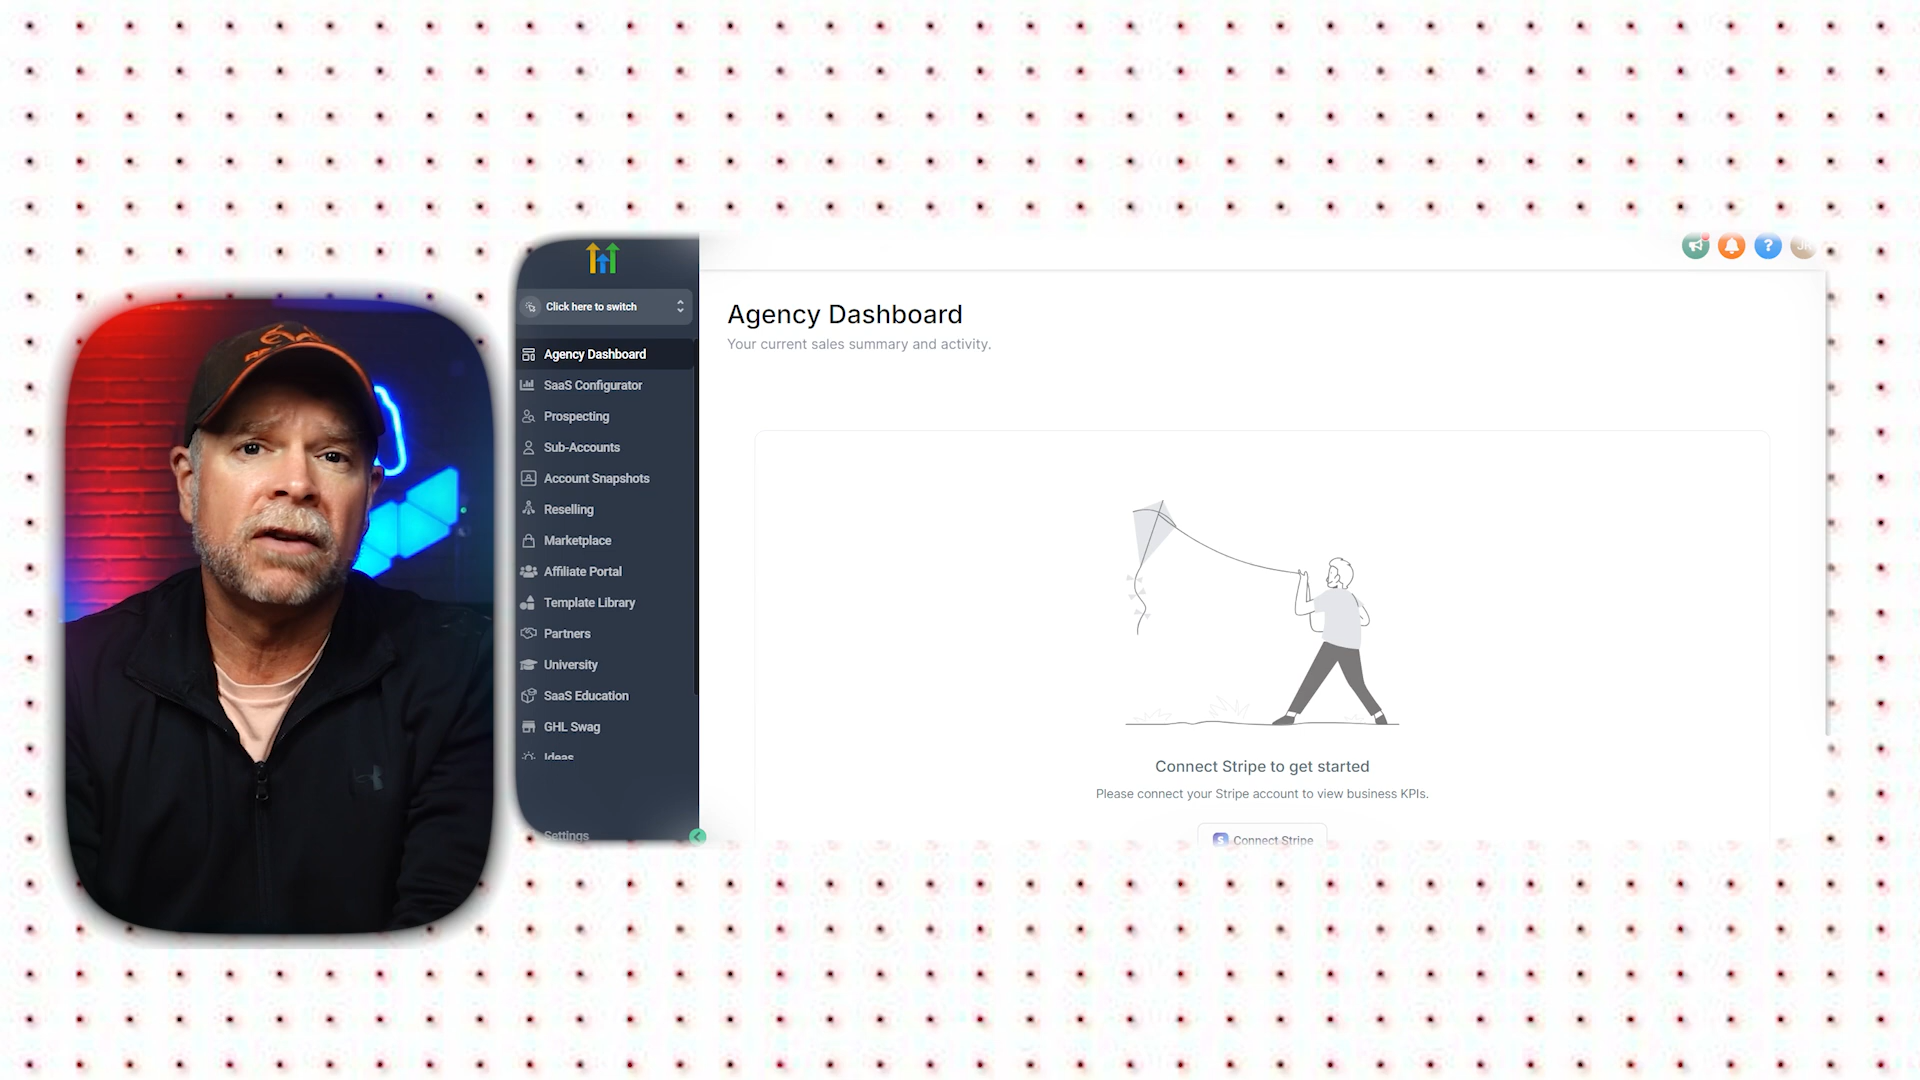 Click here to switch
Agency Dashboard
SaaS Configurator
Prospecting
Sub-Accounts
Account Snapshots
Reselling
Marketplace
Affiliate Portal
Template Library
Partners
University
SaaS Education
GHL Swag
Ideas
Settings
?
JR
Agency Dashboard
Your current sales summary and activity.
Connect Stripe to get started
Please connect your Stripe account to view business KPIs.
S Connect Stripe